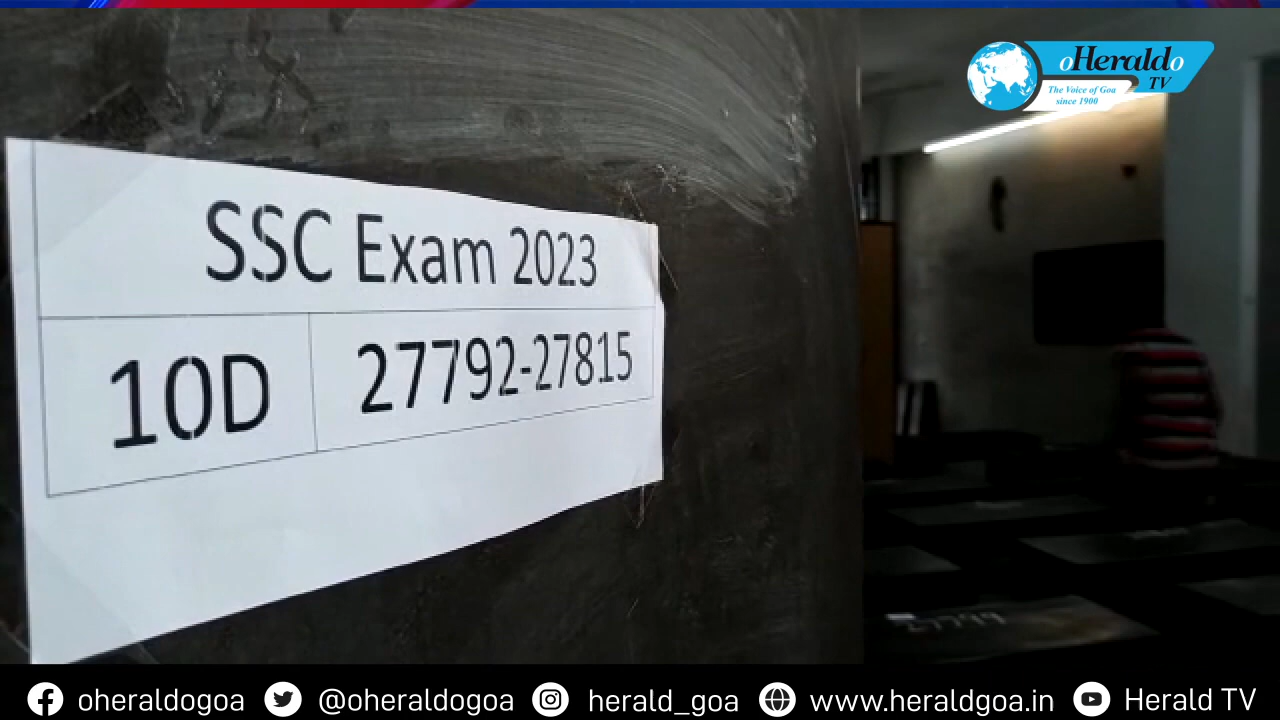 oHeraldo
TV
The Voice of Goa
since 1900
SSC Exam 2023
10D 27792-27815
27799
oheraldogoa @oheraldogoa herald_goa www.heraldgoa.in Herald TV